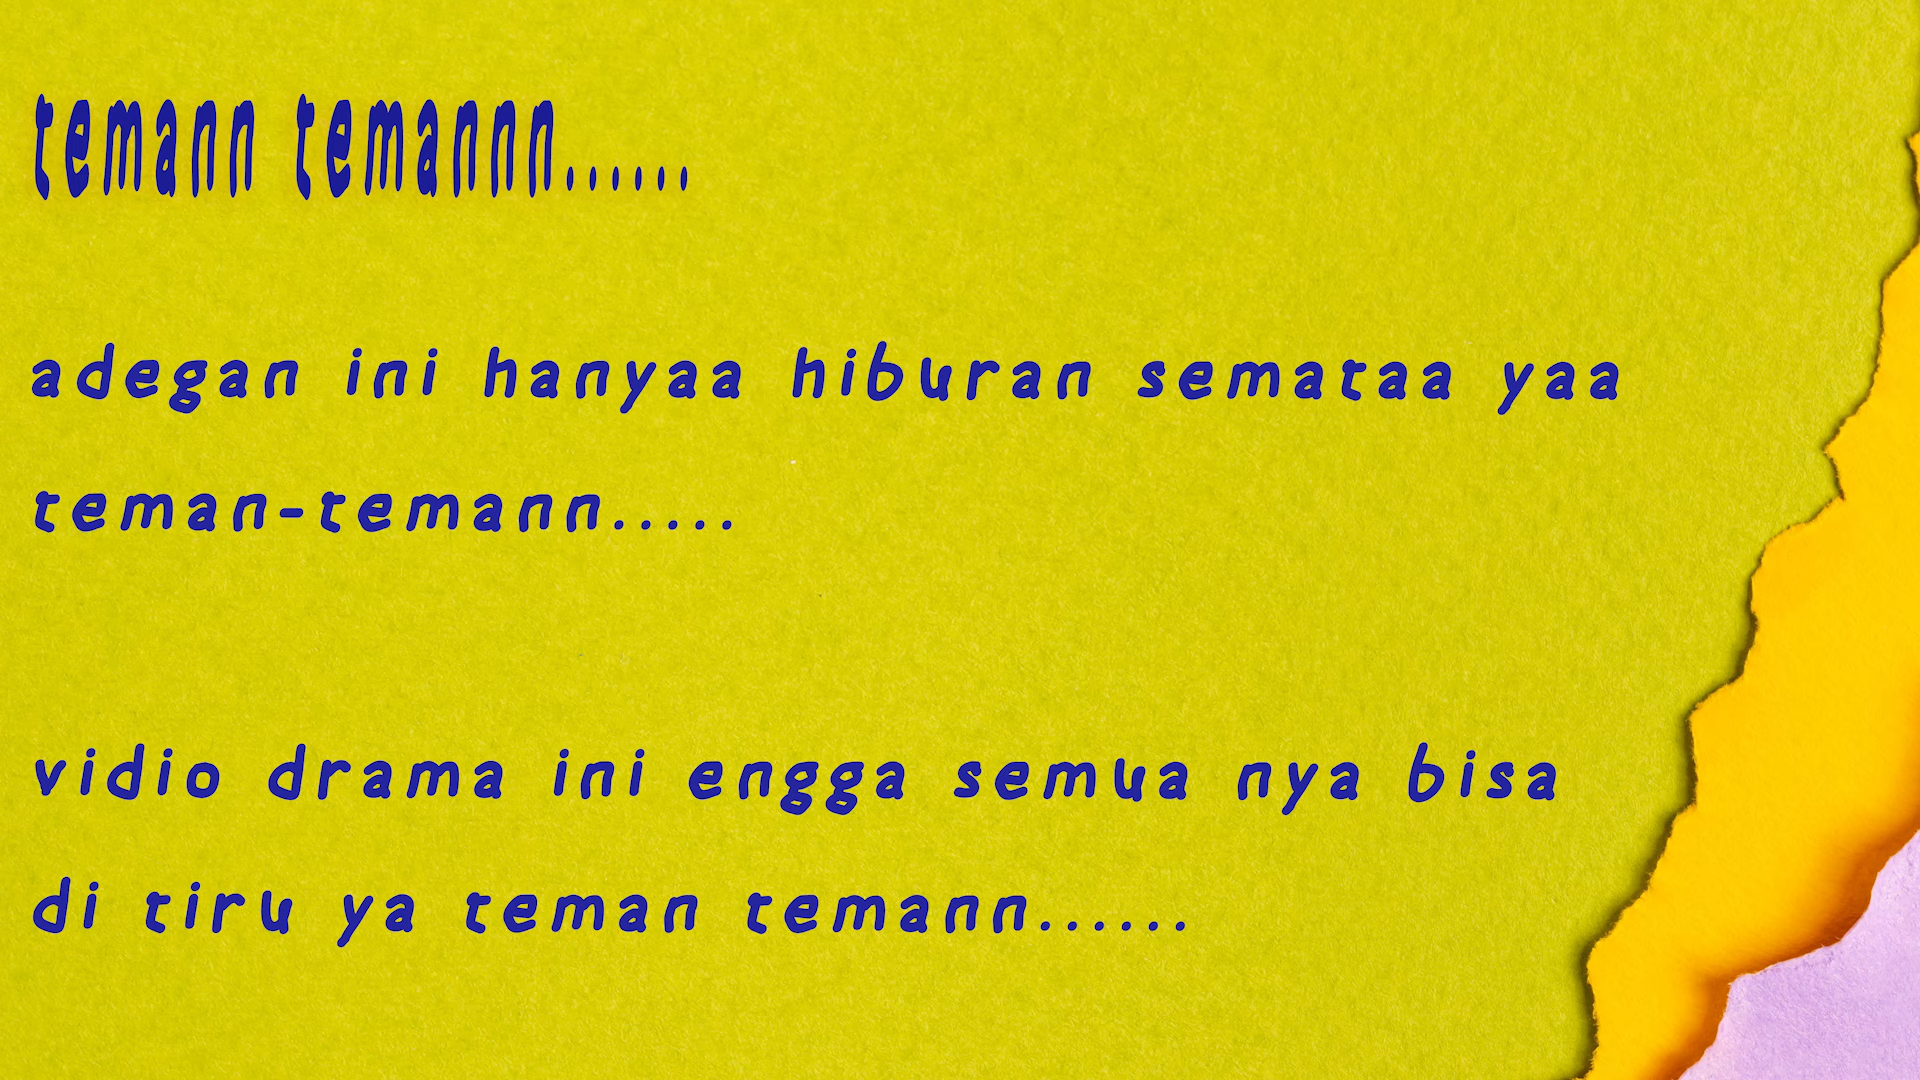 temann temannn......
adegan ini hanyaa hiburan semataa yaa
teman-temann.....
vidio drama ini engga semua nya bisa
di tiru ya teman temann......